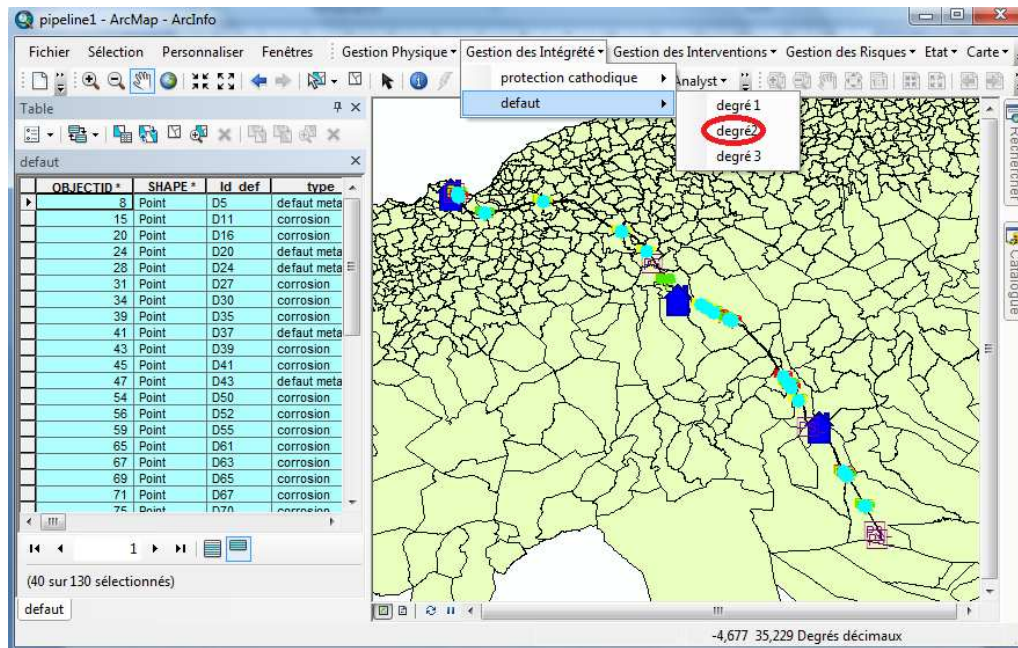 pipeline1 - ArcMap - ArcInfo
Fichier Sélection Personnaliser Fenêtres Gestion Physique Gestion des Intégrété Gestion des Interventions Gestion des Risques Etat Carte
protection cathodique
Analyst
defaut
degré 1
degré2
degré 3
Table
defaut
OBJECTID * SHAPE * Id_def type
8 Point D5 defaut meta
15 Point D11 corrosion
20 Point D16 corrosion
24 Point D20 defaut meta
28 Point D24 defaut meta
31 Point D27 corrosion
34 Point D30 corrosion
39 Point D35 corrosion
41 Point D37 defaut meta
43 Point D39 corrosion
45 Point D41 corrosion
47 Point D43 defaut meta
54 Point D50 corrosion
56 Point D52 corrosion
59 Point D55 corrosion
65 Point D61 corrosion
67 Point D63 corrosion
69 Point D65 corrosion
71 Point D67 corrosion
75 Point D70 corrosion
1
(40 sur 130 sélectionnés)
defaut
Rechercher
Catalogue
-4,677 35,229 Degrés décimaux